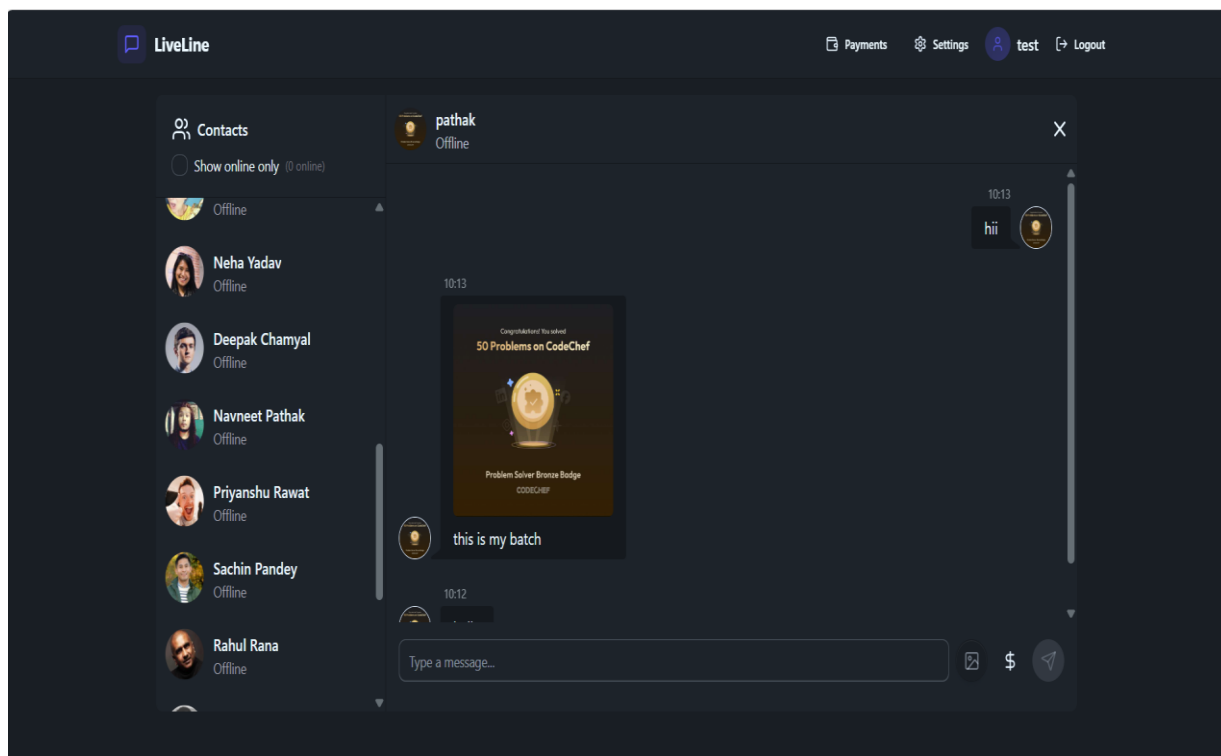 LiveLine
Payments
Settings
test
Logout
Contacts
Show online only (0 online)
Offline
Neha Yadav
Offline
Deepak Chamyal
Offline
Navneet Pathak
Offline
Priyanshu Rawat
Offline
Sachin Pandey
Offline
Rahul Rana
Offline
pathak
Offline
10:13
hii
10:13
Congratulations! You solved
50 Problems on CodeChef
Problem Solver Bronze Badge
CODECHEF
this is my batch
10:12
Type a message...
$